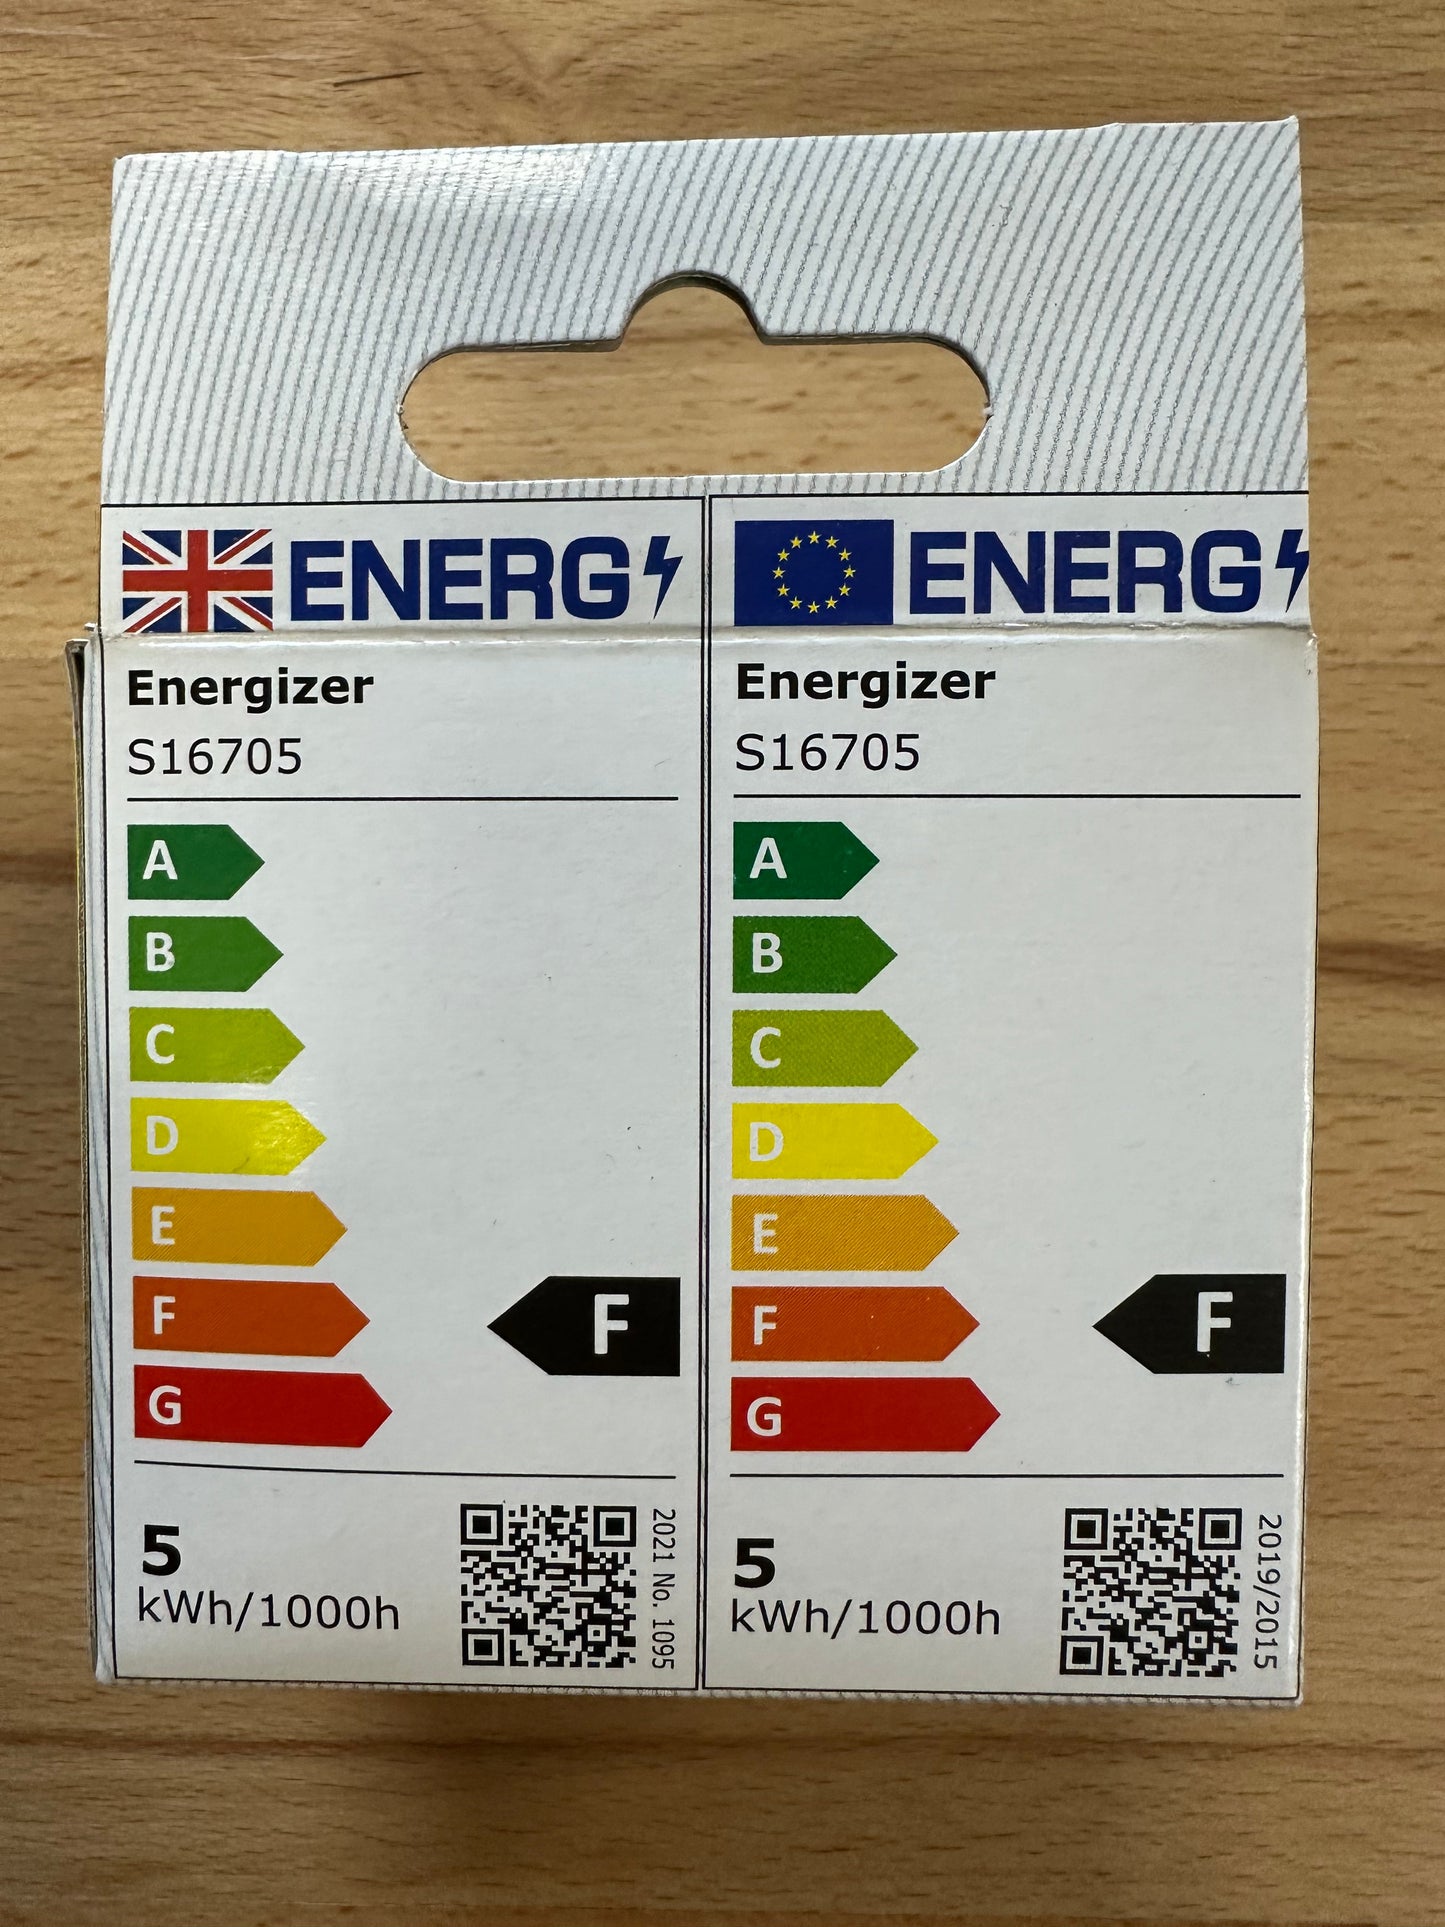 ENERG
Energizer
S16705
A
B
C
D
E
F
F
G
5
kWh/1000h
2021 No. 1095
ENERG
Energizer
S16705
A
B
C
D
E
F
F
G
5
kWh/1000h
2019/2015